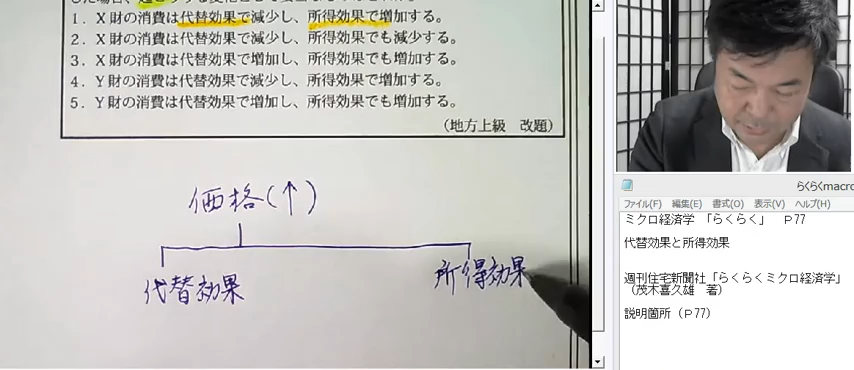 1．Ｘ財の消費は代替効果で減少し、所得効果で増加する。
2．Ｘ財の消費は代替効果で減少し、所得効果でも減少する。
3．Ｘ財の消費は代替効果で増加し、所得効果でも増加する。
4．Ｙ財の消費は代替効果で減少し、所得効果で増加する。
5．Ｙ財の消費は代替効果で増加し、所得効果でも増加する。
（地方上級　改題）
価格(↑)
代替効果
所得効果
らくらくmacro
ファイル(F)　編集(E)　書式(O)　表示(V)　ヘルプ(H)
ミクロ経済学　「らくらく」　Ｐ77
代替効果と所得効果
週刊住宅新聞社「らくらくミクロ経済学」
（茂木喜久雄　著）
説明箇所（Ｐ77）